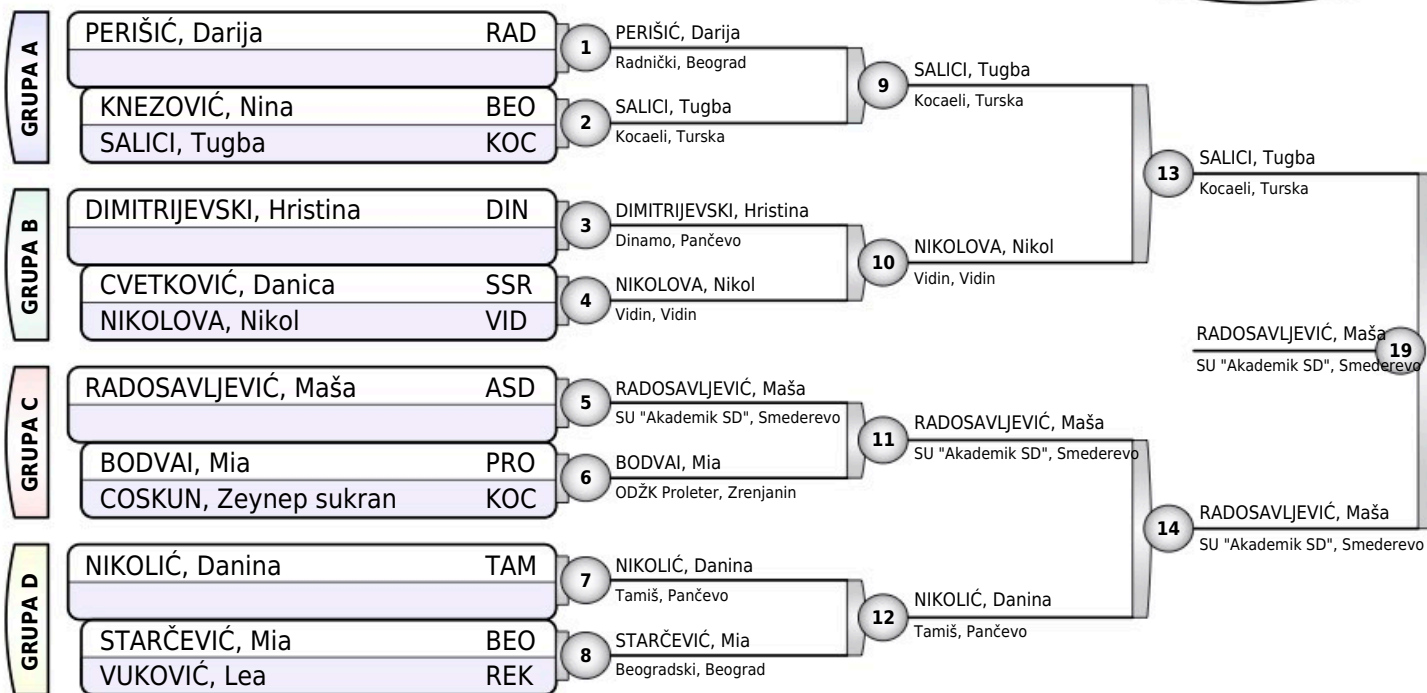 GRUPA A
PERIŠIĆ, Darija RAD
KNEZOVIĆ, Nina BEO
SALICI, Tugba KOC
GRUPA B
DIMITRIJEVSKI, Hristina DIN
CVETKOVIĆ, Danica SSR
NIKOLOVA, Nikol VID
GRUPA C
RADOSAVLJEVIĆ, Maša ASD
BODVAI, Mia PRO
COSKUN, Zeynep sukran KOC
GRUPA D
NIKOLIĆ, Danina TAM
STARČEVIĆ, Mia BEO
VUKOVIĆ, Lea REK
1
PERIŠIĆ, Darija
Radnički, Beograd
2
SALICI, Tugba
Kocaeli, Turska
3
DIMITRIJEVSKI, Hristina
Dinamo, Pančevo
4
NIKOLOVA, Nikol
Vidin, Vidin
5
RADOSAVLJEVIĆ, Maša
SU "Akademik SD", Smederevo
6
BODVAI, Mia
ODŽK Proleter, Zrenjanin
7
NIKOLIĆ, Danina
Tamiš, Pančevo
8
STARČEVIĆ, Mia
Beogradski, Beograd
9
SALICI, Tugba
Kocaeli, Turska
10
NIKOLOVA, Nikol
Vidin, Vidin
11
RADOSAVLJEVIĆ, Maša
SU "Akademik SD", Smederevo
12
NIKOLIĆ, Danina
Tamiš, Pančevo
13
SALICI, Tugba
Kocaeli, Turska
14
RADOSAVLJEVIĆ, Maša
SU "Akademik SD", Smederevo
RADOSAVLJEVIĆ, Maša
SU "Akademik SD", Smederevo
19